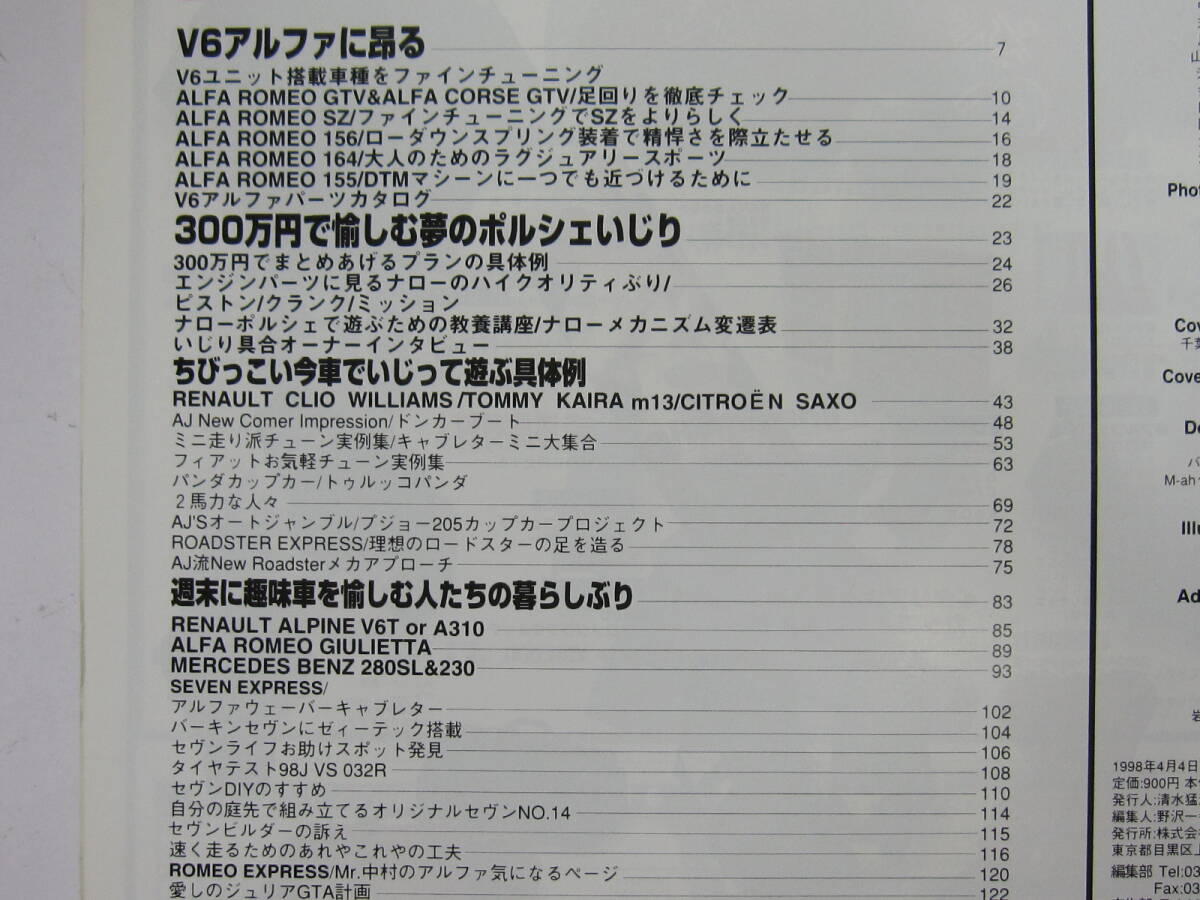 V6アルファに昂る 7
V6ユニット搭載車種をファインチューニング
ALFA ROMEO GTV&ALFA CORSE GTV/足回りを徹底チェック 10
ALFA ROMEO SZ/ファインチューニングでSZをよりらしく 14
ALFA ROMEO 156/ローダウンスプリング装着で精悍さを際立たせる 16
ALFA ROMEO 164/大人のためのラグジュアリースポーツ 18
ALFA ROMEO 155/DTMマシーンに一つでも近づけるために 19
V6アルファパーツカタログ 22
300万円で愉しむ夢のポルシェいじり 23
300万円でまとめあげるプランの具体例 24
エンジンパーツに見るナローのハイクオリティぶり/ 26
ピストン/クランク/ミッション
ナローポルシェで遊ぶための教養講座/ナローメカニズム変遷表 32
いじり具合オーナーインタビュー 38
ちびっこい今車でいじって遊ぶ具体例
RENAULT CLIO WILLIAMS/TOMMY KAIRA m13/CITROËN SAXO 43
AJ New Comer Impression/ドンカーブート 48
ミニ走り派チューン実例集/キャブレターミニ大集合 53
フィアットお気軽チューン実例集 63
パンダカップカー/トゥルッコパンダ
２馬力な人々 69
AJ'Sオートジャンブル/プジョー205カップカープロジェクト 72
ROADSTER EXPRESS/理想のロードスターの足を造る 78
AJ流New Roadsterメカアプローチ 75
週末に趣味車を愉しむ人たちの暮らしぶり 83
RENAULT ALPINE V6T or A310 85
ALFA ROMEO GIULIETTA 89
MERCEDES BENZ 280SL&230 93
SEVEN EXPRESS/
アルファウェーバーキャブレター 102
バーキンセヴンにゼィーテック搭載 104
セヴンライフお助けスポット発見 106
タイヤテスト98J VS 032R 108
セヴンDIYのすすめ 110
自分の庭先で組み立てるオリジナルセヴンNO.14 114
セヴンビルダーの訴え 115
速く走るためのあれやこれやの工夫 116
ROMEO EXPRESS/Mr.中村のアルファ気になるページ 120
愛しのジュリアGTA計画 122
山
Phot
Cov
千葉
Cove
De
パ
M-ah
Illu
Ad
岩
1998年4月4日
定価:900円 本
発行人:清水猛
編集人:野沢一
発行所:株式会
東京都目黒区上
編集部 Tel:03
Fax:03